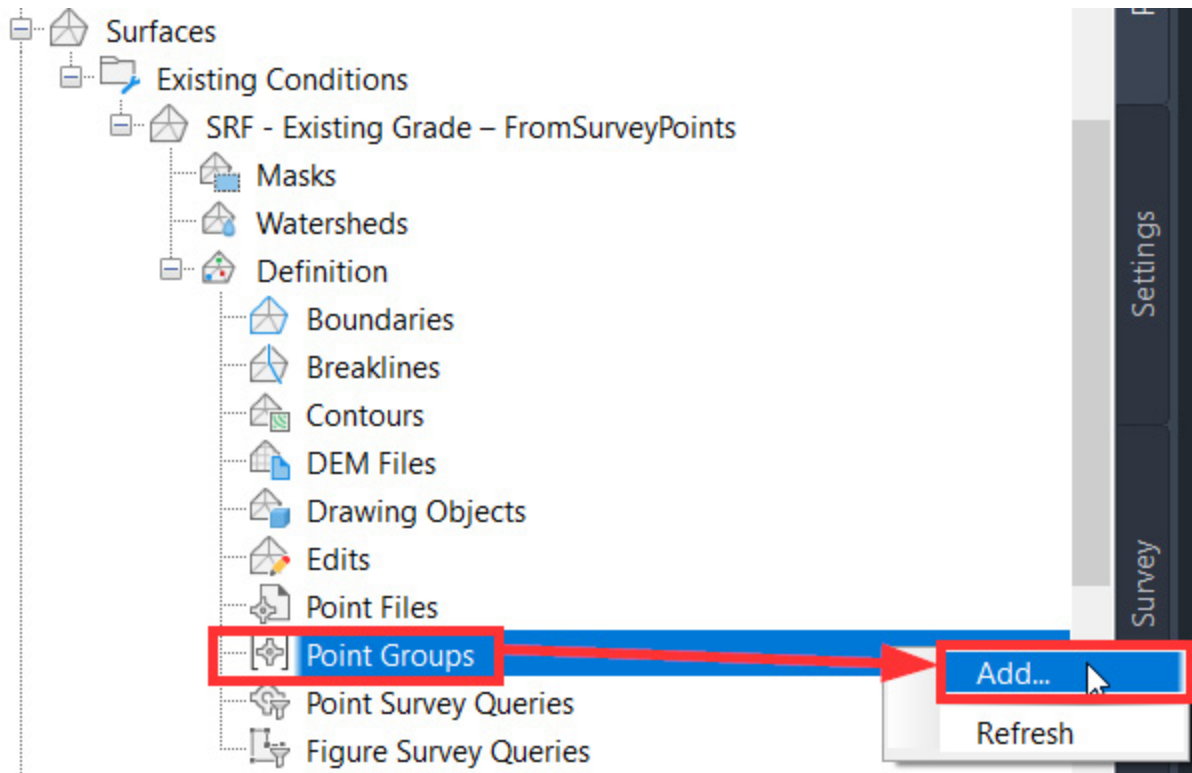 Surfaces
Existing Conditions
SRF - Existing Grade – FromSurveyPoints
Masks
Watersheds
Definition
Boundaries
Breaklines
Contours
DEM Files
Drawing Objects
Edits
Point Files
Point Groups
Point Survey Queries
Figure Survey Queries
Add...
Refresh
Settings
Survey